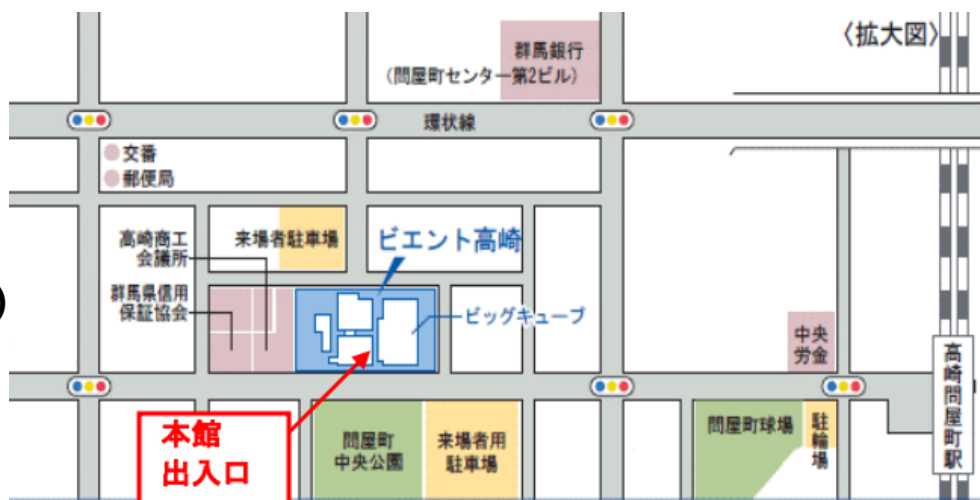 〈拡大図〉
群馬銀行
（問屋町センター第2ビル）
環状線
交番
郵便局
高崎商工
会議所
来場者駐車場
ビエント高崎
群馬県信用
保証協会
ビッグキューブ
中央
労金
高崎問屋町駅
本館
出入口
問屋町
中央公園
来場者用
駐車場
問屋町球場
駐輪場